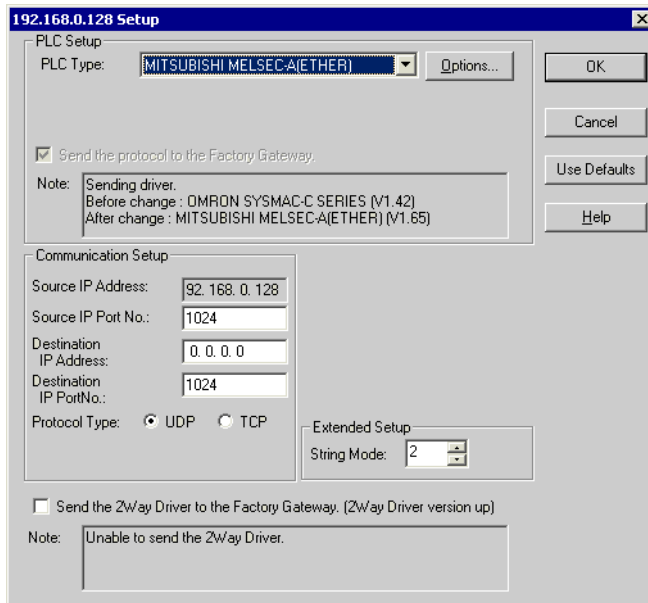 192.168.0.128 Setup
PLC Setup
PLC Type: MITSUBISHI MELSEC-A(ETHER) Options...
OK
Cancel
Send the protocol to the Factory Gateway.
Use Defaults
Note: Sending driver.
Before change : OMRON SYSMAC-C SERIES (V1.42)
After change : MITSUBISHI MELSEC-A(ETHER) (V1.65)
Help
Communication Setup
Source IP Address: 92. 168. 0. 128
Source IP Port No.: 1024
Destination
IP Address: 0. 0. 0. 0
Destination
IP PortNo.: 1024
Protocol Type: UDP TCP
Extended Setup
String Mode: 2
Send the 2Way Driver to the Factory Gateway. (2Way Driver version up)
Note: Unable to send the 2Way Driver.